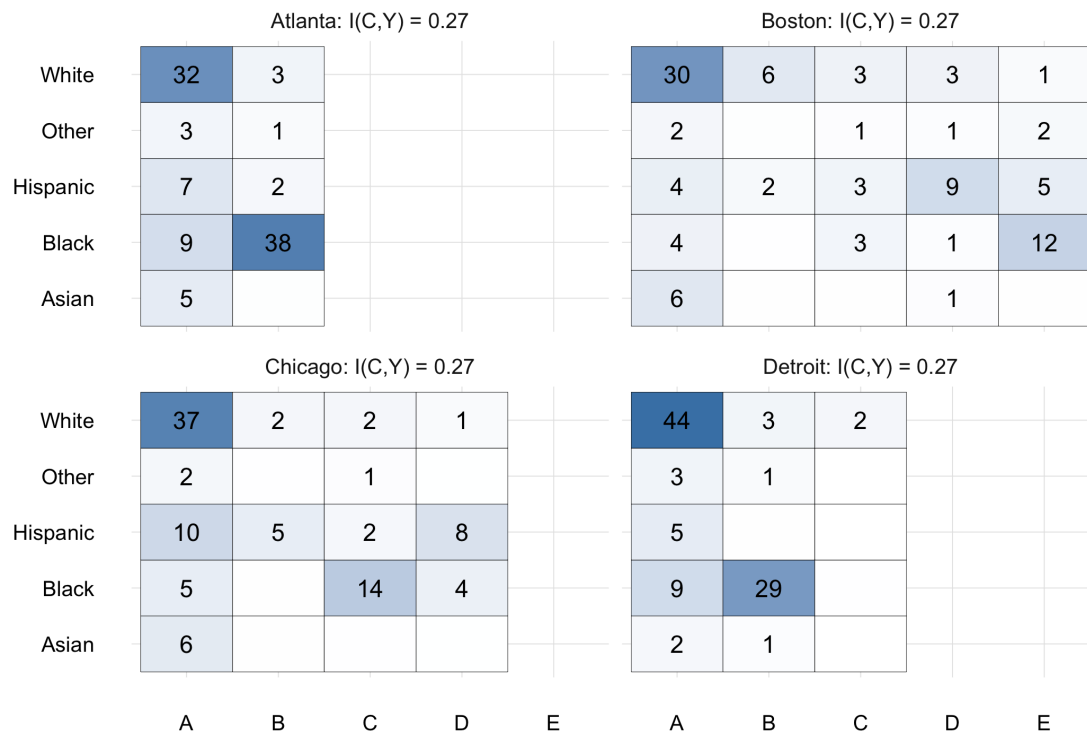 Atlanta: I(C,Y) = 0.27
White 32 3
Other 3 1
Hispanic 7 2
Black 9 38
Asian 5
Boston: I(C,Y) = 0.27
30 6 3 3 1
2 1 1 2
4 2 3 9 5
4 3 1 12
6 1
Chicago: I(C,Y) = 0.27
White 37 2 2 1
Other 2 1
Hispanic 10 5 2 8
Black 5 14 4
Asian 6
A B C D E
Detroit: I(C,Y) = 0.27
44 3 2
3 1
5
9 29
2 1
A B C D E